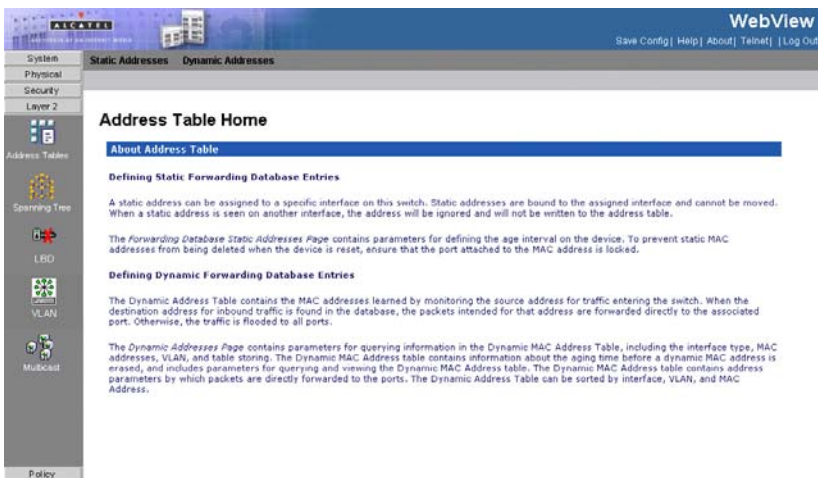 ALCATEL
WebView
Save Config| Help| About| Telnet| |Log Out
System
Physical
Security
Layer 2
Address Tables
Spanning Tree
LBD
VLAN
Multicast
Policy
Static Addresses Dynamic Addresses
Address Table Home
About Address Table
Defining Static Forwarding Database Entries
A static address can be assigned to a specific interface on this switch. Static addresses are bound to the assigned interface and cannot be moved.
When a static address is seen on another interface, the address will be ignored and will not be written to the address table.
The Forwarding Database Static Addresses Page contains parameters for defining the age interval on the device. To prevent static MAC
addresses from being deleted when the device is reset, ensure that the port attached to the MAC address is locked.
Defining Dynamic Forwarding Database Entries
The Dynamic Address Table contains the MAC addresses learned by monitoring the source address for traffic entering the switch. When the
destination address for inbound traffic is found in the database, the packets intended for that address are forwarded directly to the associated
port. Otherwise, the traffic is flooded to all ports.
The Dynamic Addresses Page contains parameters for querying information in the Dynamic MAC Address Table, including the interface type, MAC
addresses, VLAN, and table storing. The Dynamic MAC Address table contains information about the aging time before a dynamic MAC address is
erased, and includes parameters for querying and viewing the Dynamic MAC Address table. The Dynamic MAC Address table contains address
parameters by which packets are directly forwarded to the ports. The Dynamic Address Table can be sorted by interface, VLAN, and MAC
Address.